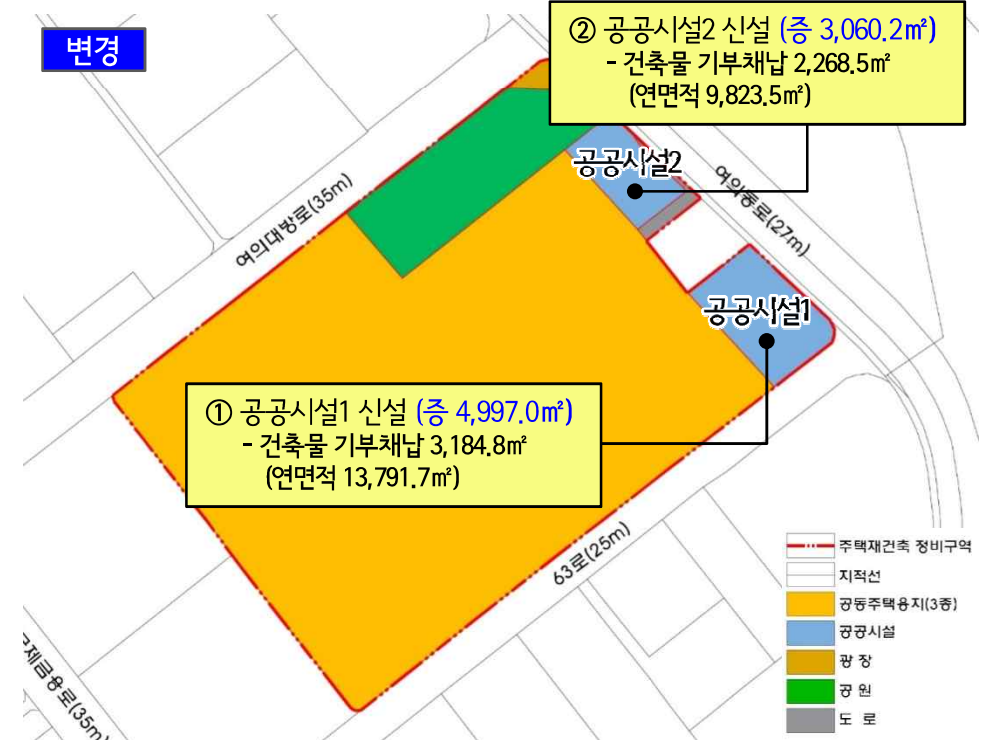 변경
② 공공시설2 신설 (증 3,060.2㎡)
- 건축물 기부채납 2,268.5㎡
(연면적 9,823.5㎡)
공공시설2
여의동로(27m)
여의대방로(35m)
공공시설1
① 공공시설1 신설 (증 4,997.0㎡)
- 건축물 기부채납 3,184.8㎡
(연면적 13,791.7㎡)
63로(25m)
제금융로(35m)
주택재건축 정비구역
지적선
공동주택용지(3종)
공공시설
광 장
공 원
도 로